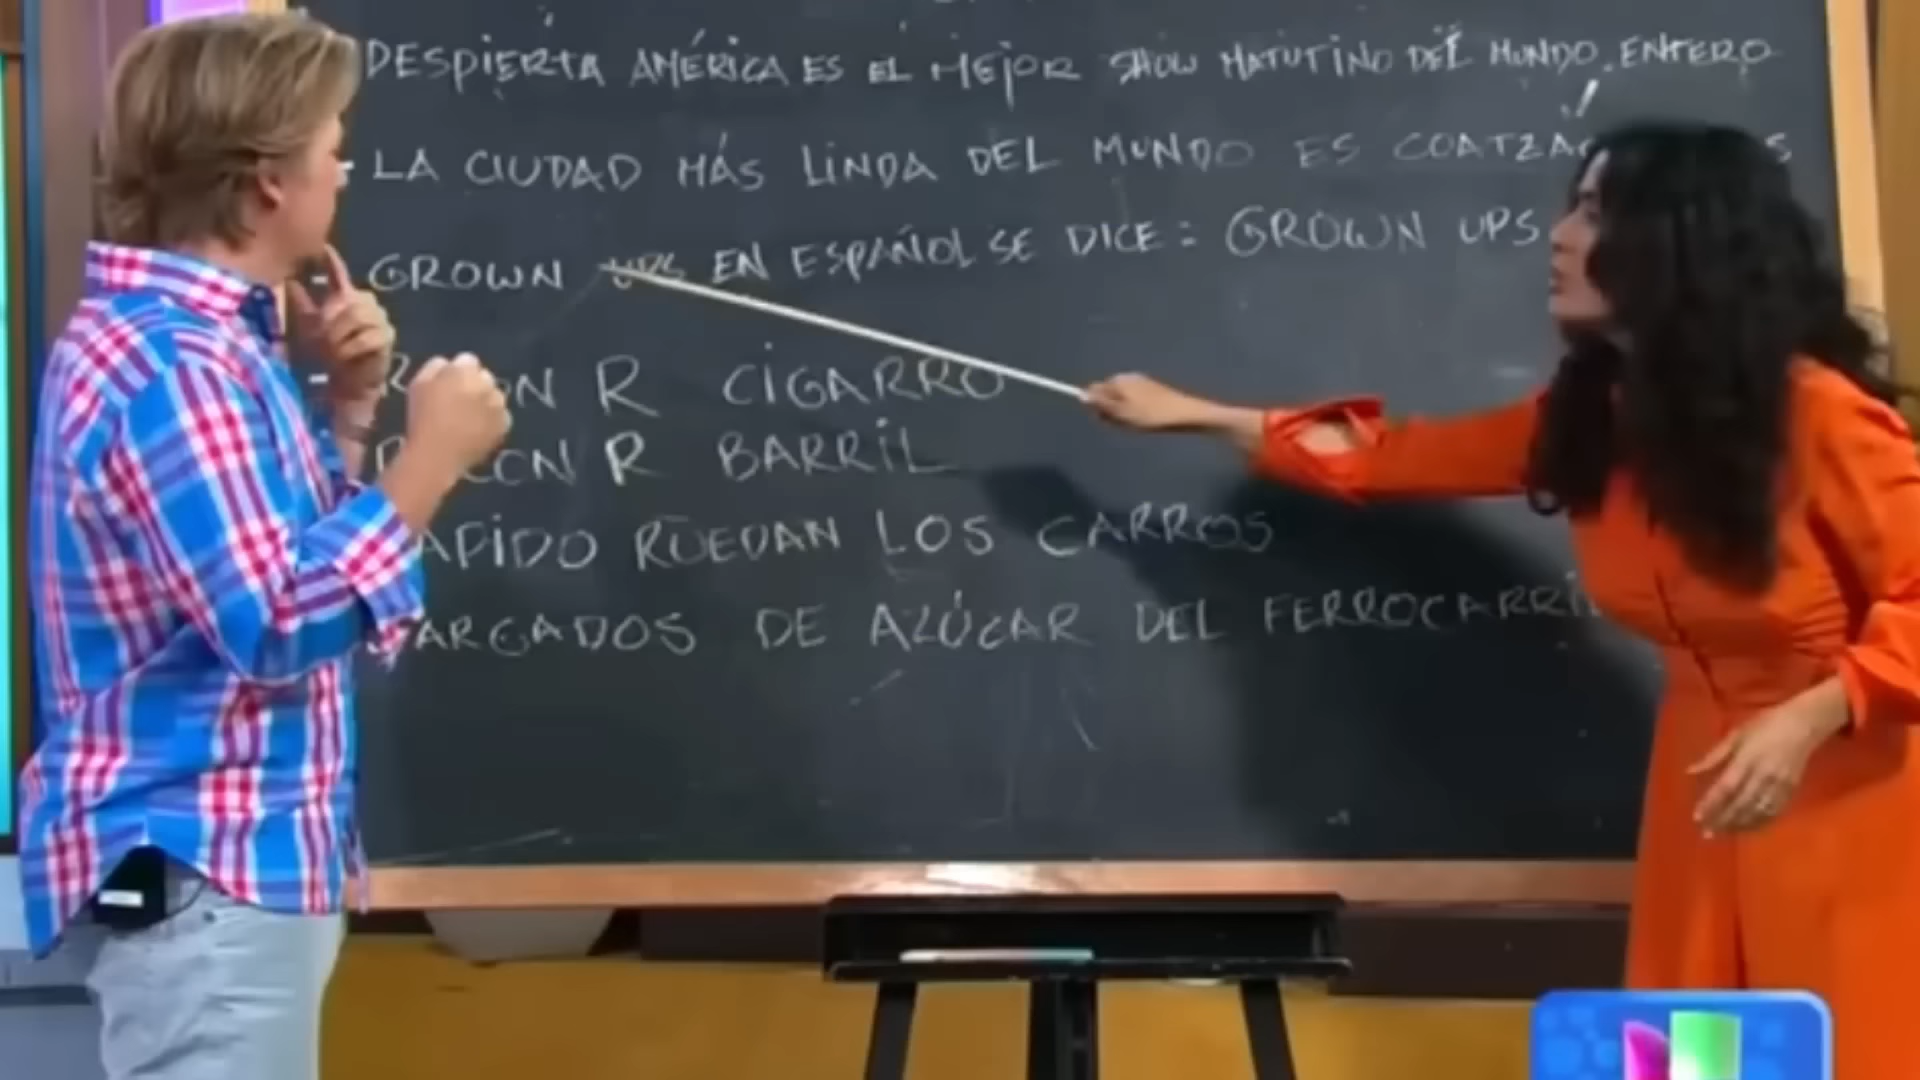 DESPIERTA AMÉRICA ES EL MEJOR SHOW MATUTINO DEL MUNDO ENTERO
- LA CIUDAD MÁS LINDA DEL MUNDO ES
- GROWN UPS EN ESPAÑOL SE DICE: GROWN UPS
- R CIGARRO
R BARRIL
RUEDAN LOS CARROS
DE AZÚCAR DEL FERROCARRIL